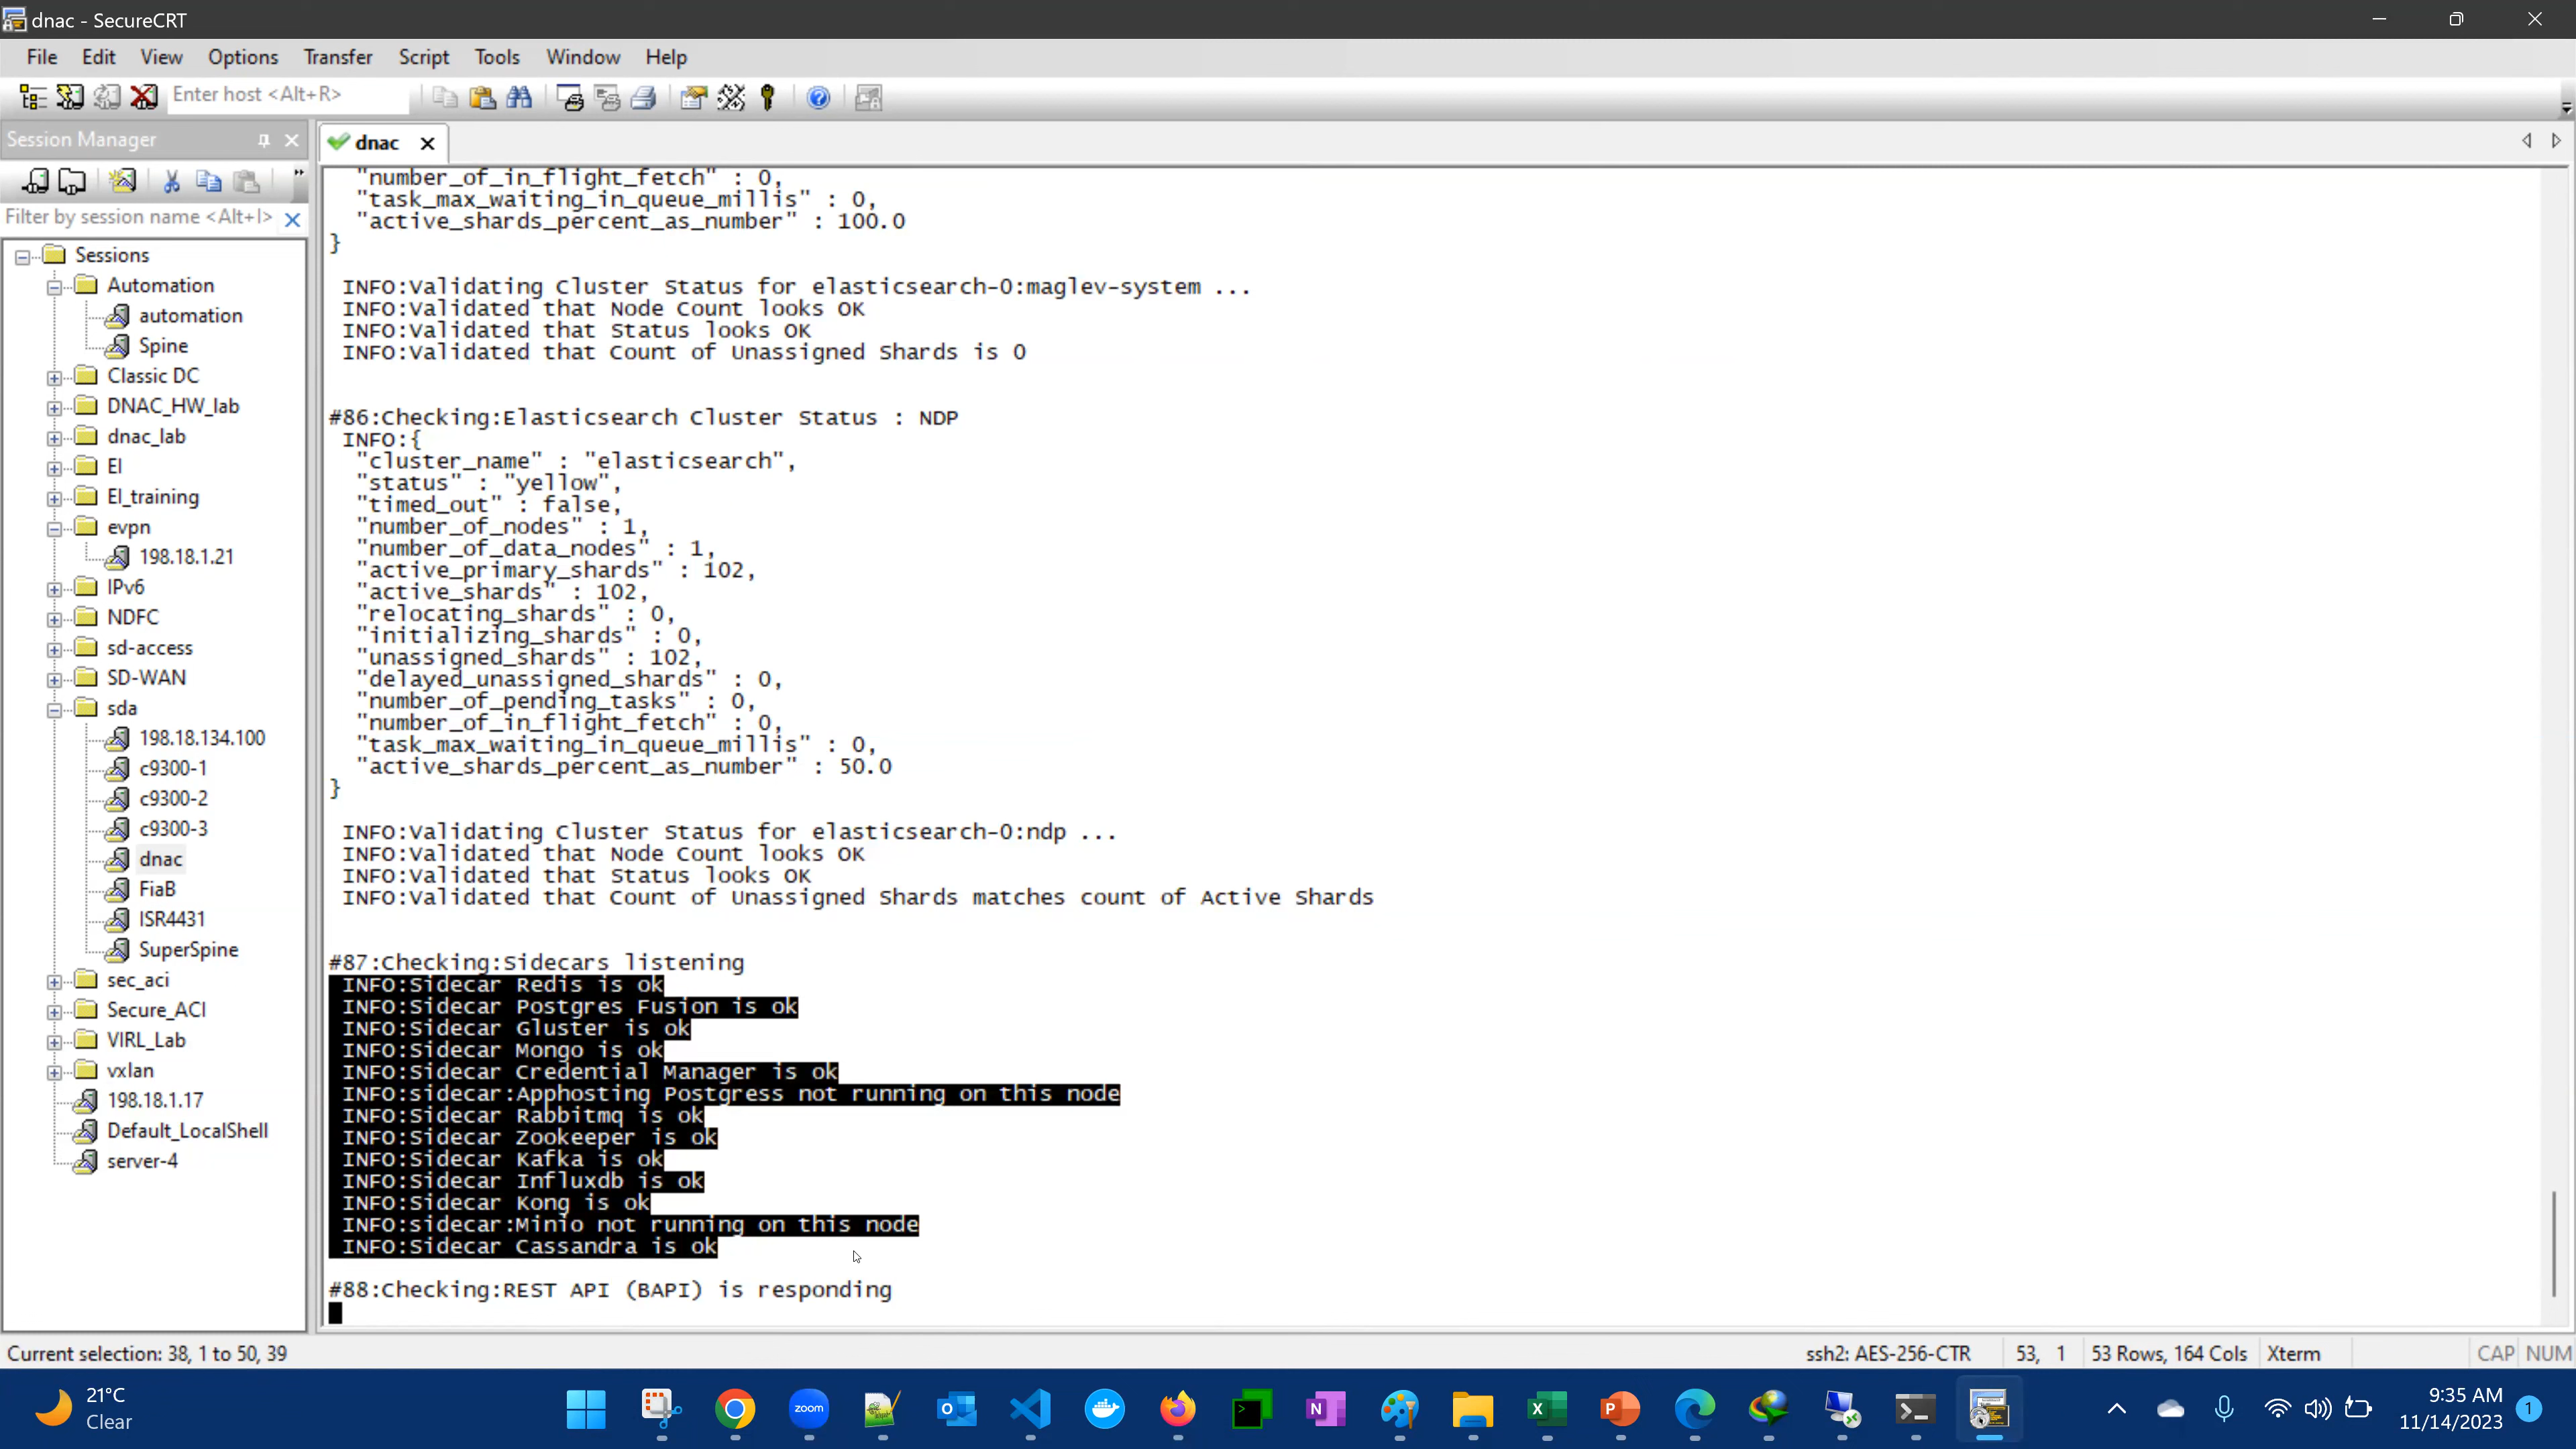 dnac - SecureCRT
File Edit View Options Transfer Script Tools Window Help
Enter host <Alt+R>
Session Manager
dnac
Filter by session name <Alt+I>
Sessions
Automation
automation
Spine
Classic DC
DNAC_HW_lab
dnac_lab
EI
EI_training
evpn
198.18.1.21
IPv6
NDFC
sd-access
SD-WAN
sda
198.18.134.100
c9300-1
c9300-2
c9300-3
dnac
FiaB
ISR4431
SuperSpine
sec_aci
Secure_ACI
VIRL_Lab
vxlan
198.18.1.17
Default_LocalShell
server-4
"number_of_in_flight_fetch" : 0,
"task_max_waiting_in_queue_millis" : 0,
"active_shards_percent_as_number" : 100.0
}
INFO:Validating Cluster Status for elasticsearch-0:maglev-system ...
INFO:Validated that Node Count looks OK
INFO:Validated that Status looks OK
INFO:Validated that Count of Unassigned Shards is 0
#86:Checking:Elasticsearch Cluster Status : NDP
INFO:{
"cluster_name" : "elasticsearch",
"status" : "yellow",
"timed_out" : false,
"number_of_nodes" : 1,
"number_of_data_nodes" : 1,
"active_primary_shards" : 102,
"active_shards" : 102,
"relocating_shards" : 0,
"initializing_shards" : 0,
"unassigned_shards" : 102,
"delayed_unassigned_shards" : 0,
"number_of_pending_tasks" : 0,
"number_of_in_flight_fetch" : 0,
"task_max_waiting_in_queue_millis" : 0,
"active_shards_percent_as_number" : 50.0
}
INFO:Validating Cluster Status for elasticsearch-0:ndp ...
INFO:Validated that Node Count looks OK
INFO:Validated that Status looks OK
INFO:Validated that Count of Unassigned Shards matches count of Active Shards
#87:Checking:Sidecars listening
INFO:Sidecar Redis is ok
INFO:Sidecar Postgres Fusion is ok
INFO:Sidecar Gluster is ok
INFO:Sidecar Mongo is ok
INFO:Sidecar Credential Manager is ok
INFO:sidecar:Apphosting Postgress not running on this node
INFO:Sidecar Rabbitmq is ok
INFO:Sidecar Zookeeper is ok
INFO:Sidecar Kafka is ok
INFO:Sidecar Influxdb is ok
INFO:Sidecar Kong is ok
INFO:sidecar:Minio not running on this node
INFO:Sidecar Cassandra is ok
#88:Checking:REST API (BAPI) is responding
Current selection: 38, 1 to 50, 39
ssh2: AES-256-CTR 53, 1 53 Rows, 164 Cols Xterm CAP NUM
21°C
Clear
zoom
9:35 AM
11/14/2023
1